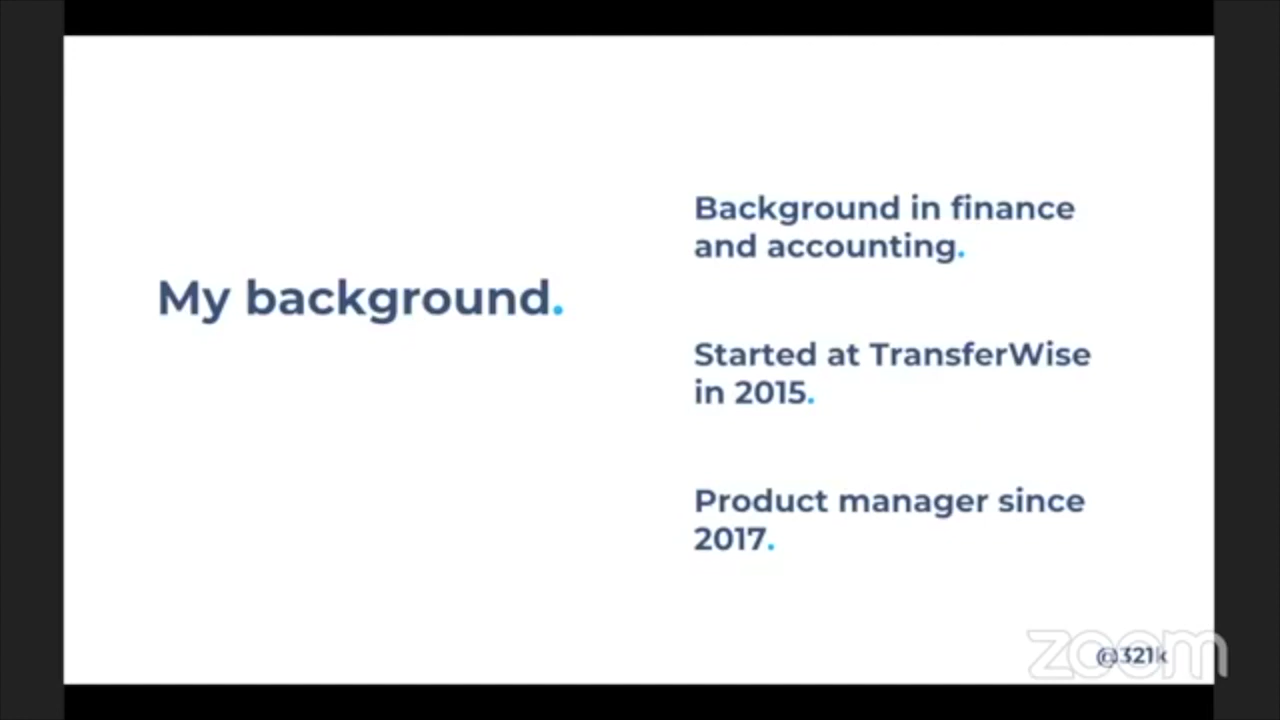 My background.
Background in finance
and accounting.
Started at TransferWise
in 2015.
Product manager since
2017.
zoom
@321k